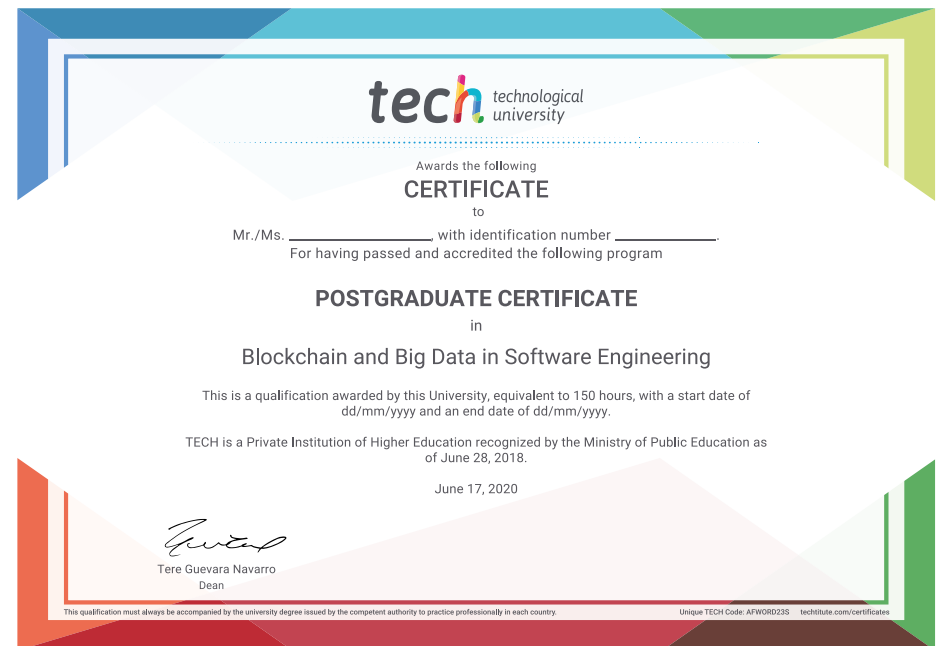 tech technological
university
Awards the following
CERTIFICATE
to
Mr./Ms. ____________________, with identification number ______________.
For having passed and accredited the following program
POSTGRADUATE CERTIFICATE
in
Blockchain and Big Data in Software Engineering
This is a qualification awarded by this University, equivalent to 150 hours, with a start date of
dd/mm/yyyy and an end date of dd/mm/yyyy.
TECH is a Private Institution of Higher Education recognized by the Ministry of Public Education as
of June 28, 2018.
June 17, 2020
Tere Guevara Navarro
Dean
This qualification must always be accompanied by the university degree issued by the competent authority to practice professionally in each country.
Unique TECH Code: AFWORD23S techtitute.com/certificates